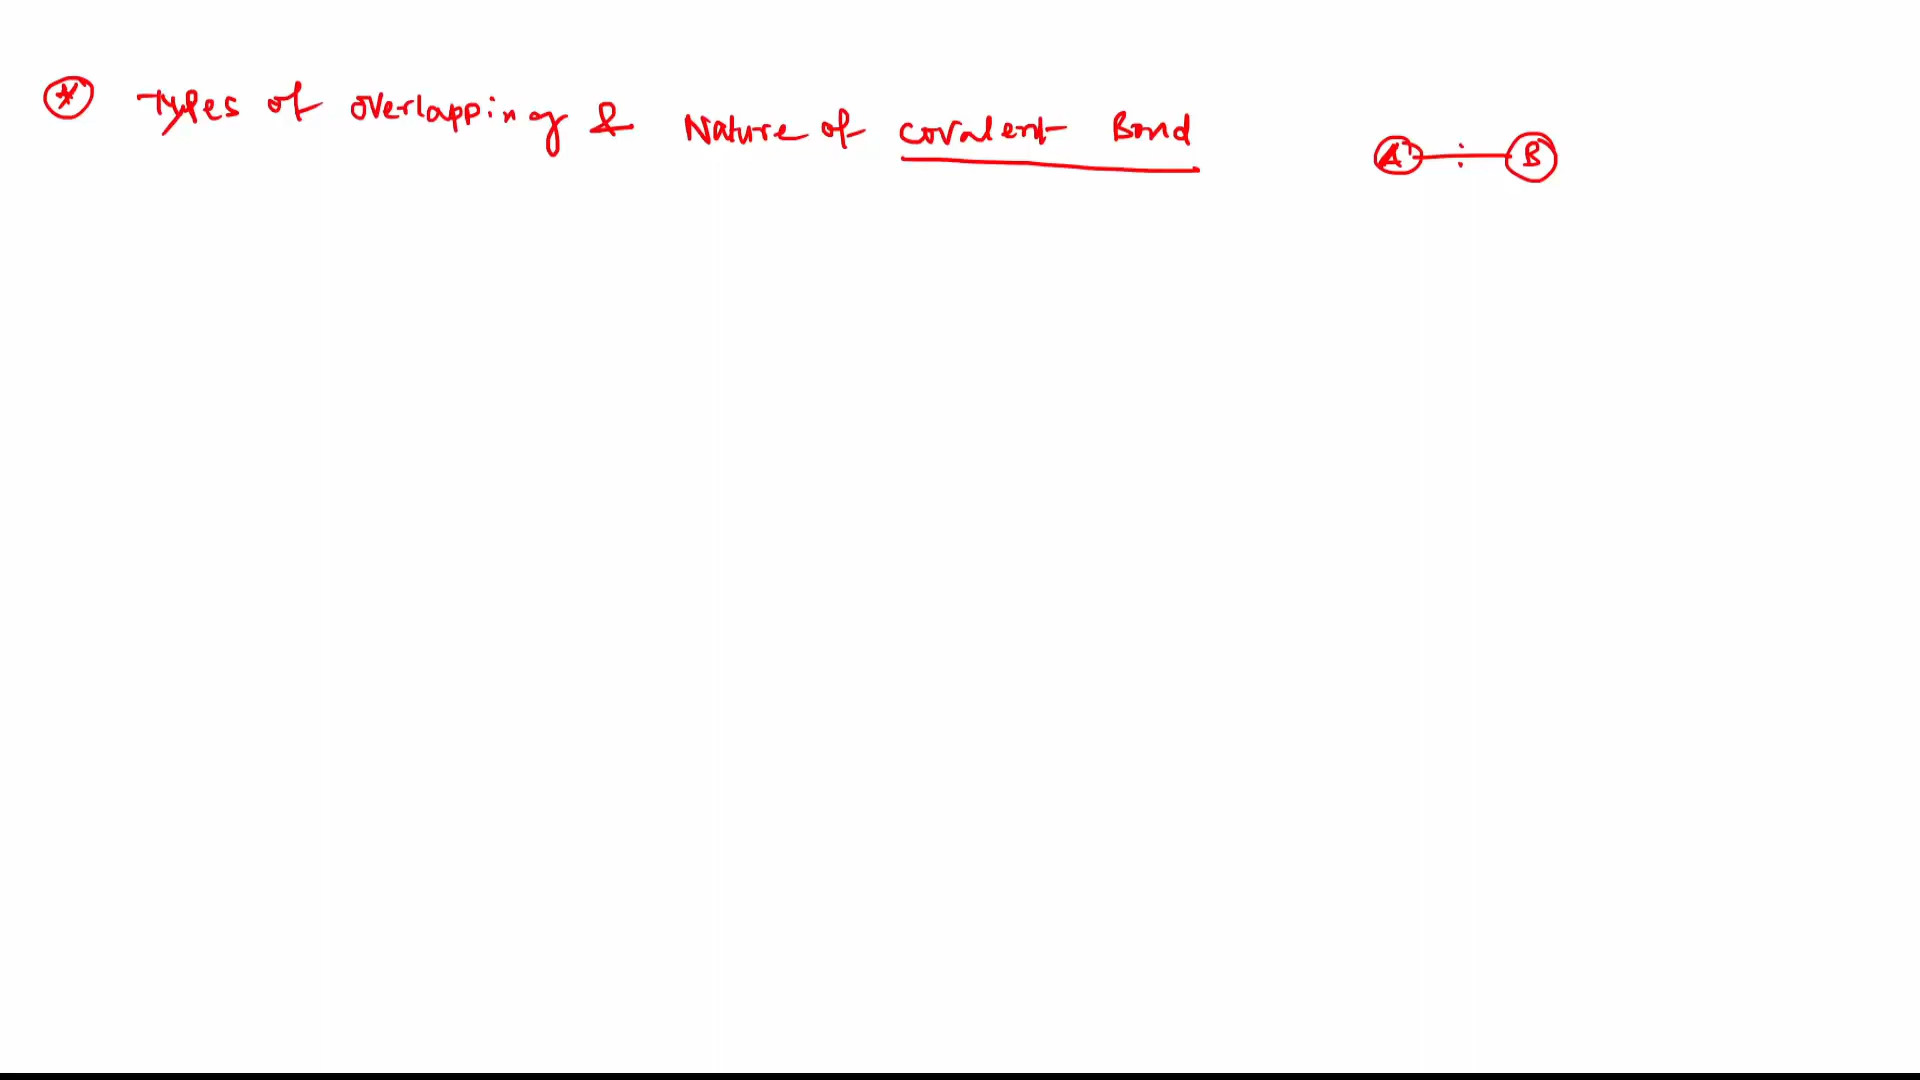 * Types of overlapping & Nature of covalent Bond
A : B